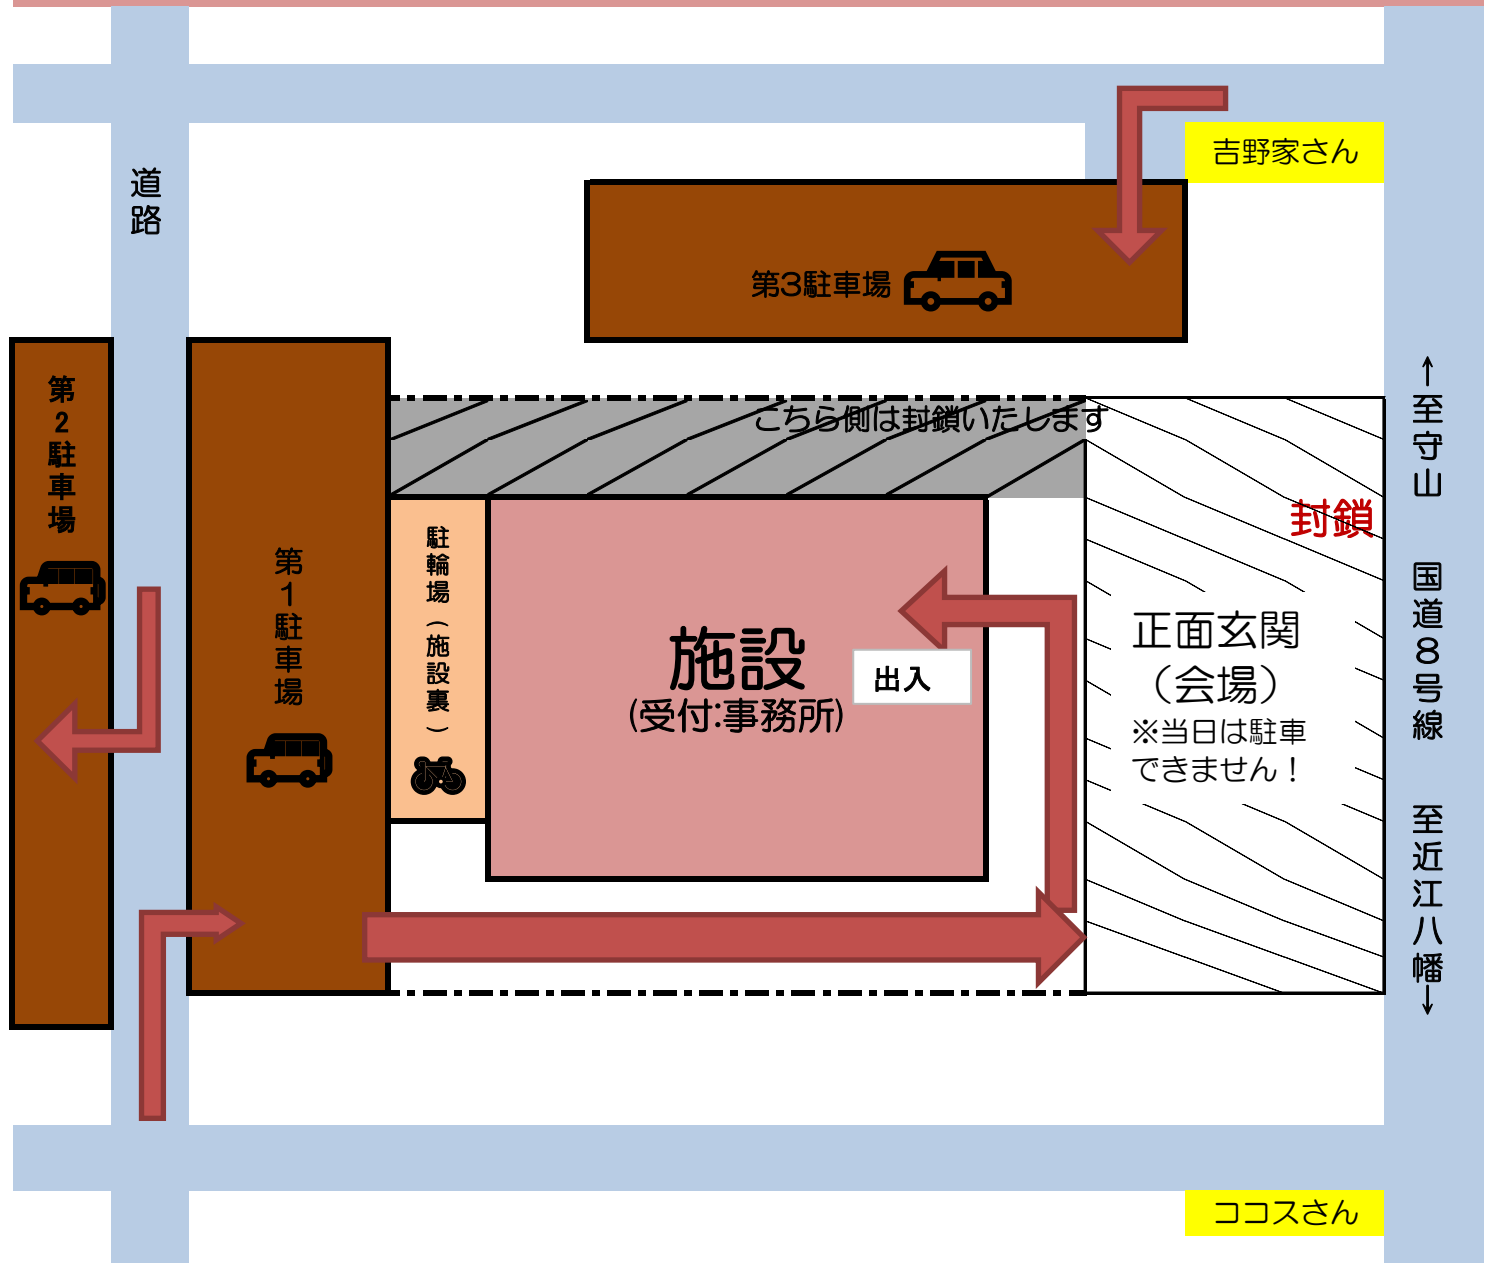 吉野家さん
道路
第3駐車場
第2駐車場
こちら側は封鎖いたします
←至守山　国道８号線　至近江八幡→
封鎖
第１駐車場
駐輪場（施設裏）
施設
(受付:事務所)
出入
正面玄関
（会場）
※当日は駐車
できません！
ココスさん